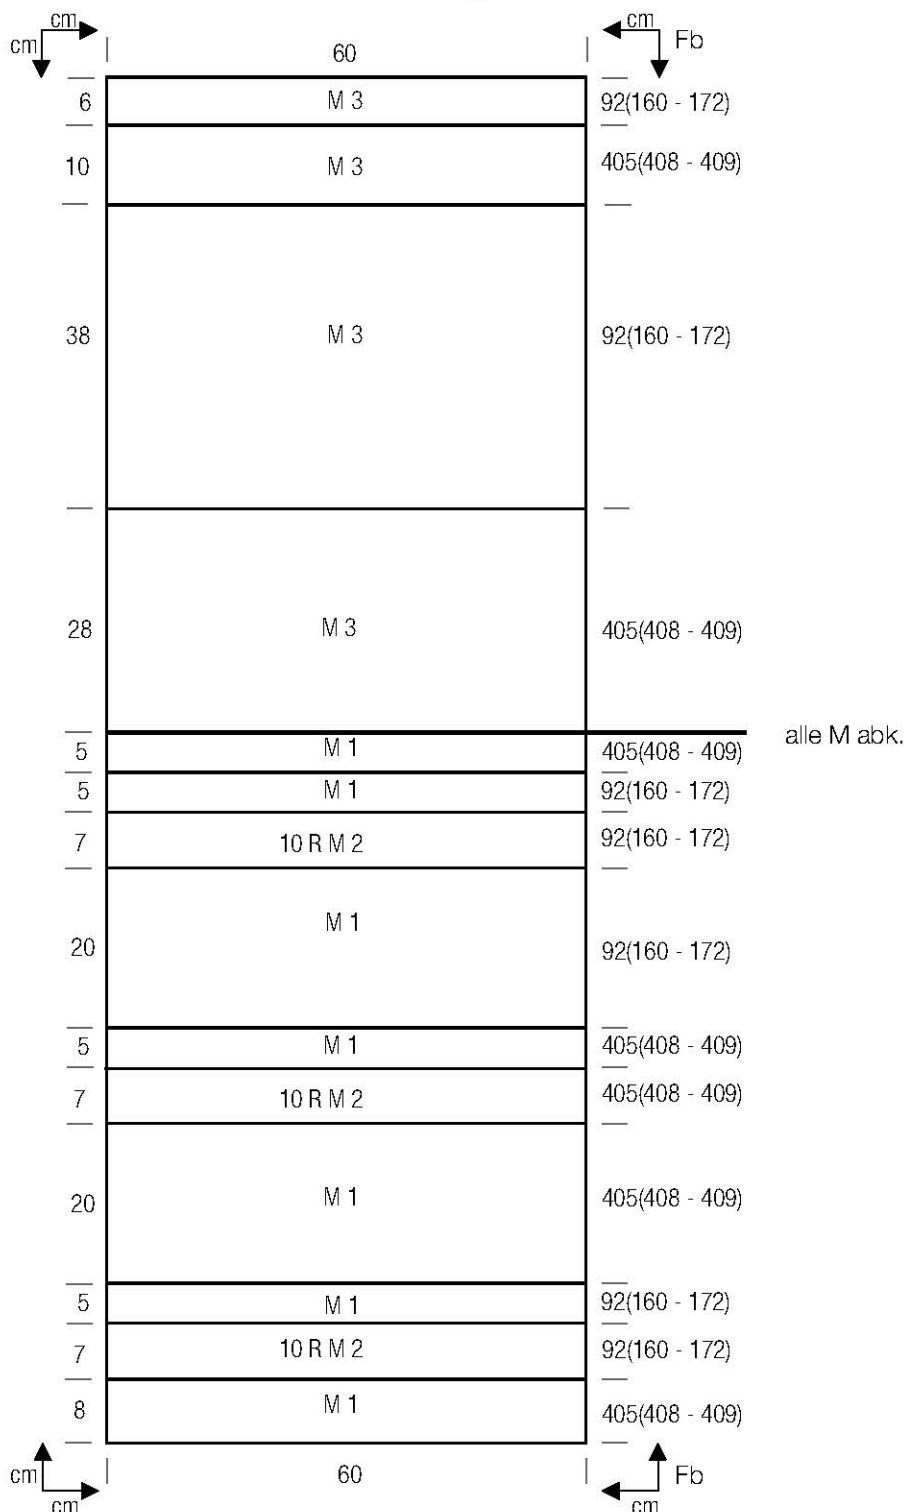 cm cm
cm 60 Fb
6 M 3 92(160 - 172)
10 M 3 405(408 - 409)
38 M 3 92(160 - 172)
28 M 3 405(408 - 409)
alle M abk.
5 M 1 405(408 - 409)
5 M 1 92(160 - 172)
7 10 R M 2 92(160 - 172)
20 M 1 92(160 - 172)
5 M 1 405(408 - 409)
7 10 R M 2 405(408 - 409)
20 M 1 405(408 - 409)
5 M 1 92(160 - 172)
7 10 R M 2 92(160 - 172)
8 M 1 405(408 - 409)
cm 60 Fb
cm cm